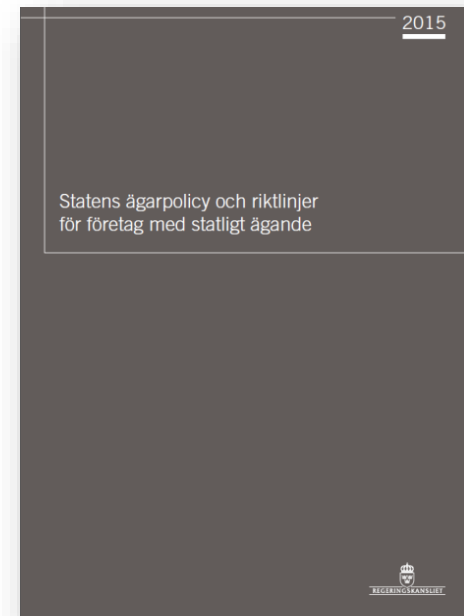 2015
Statens ägarpolicy och riktlinjer
för företag med statligt ägande
REGERINGSKANSLIET